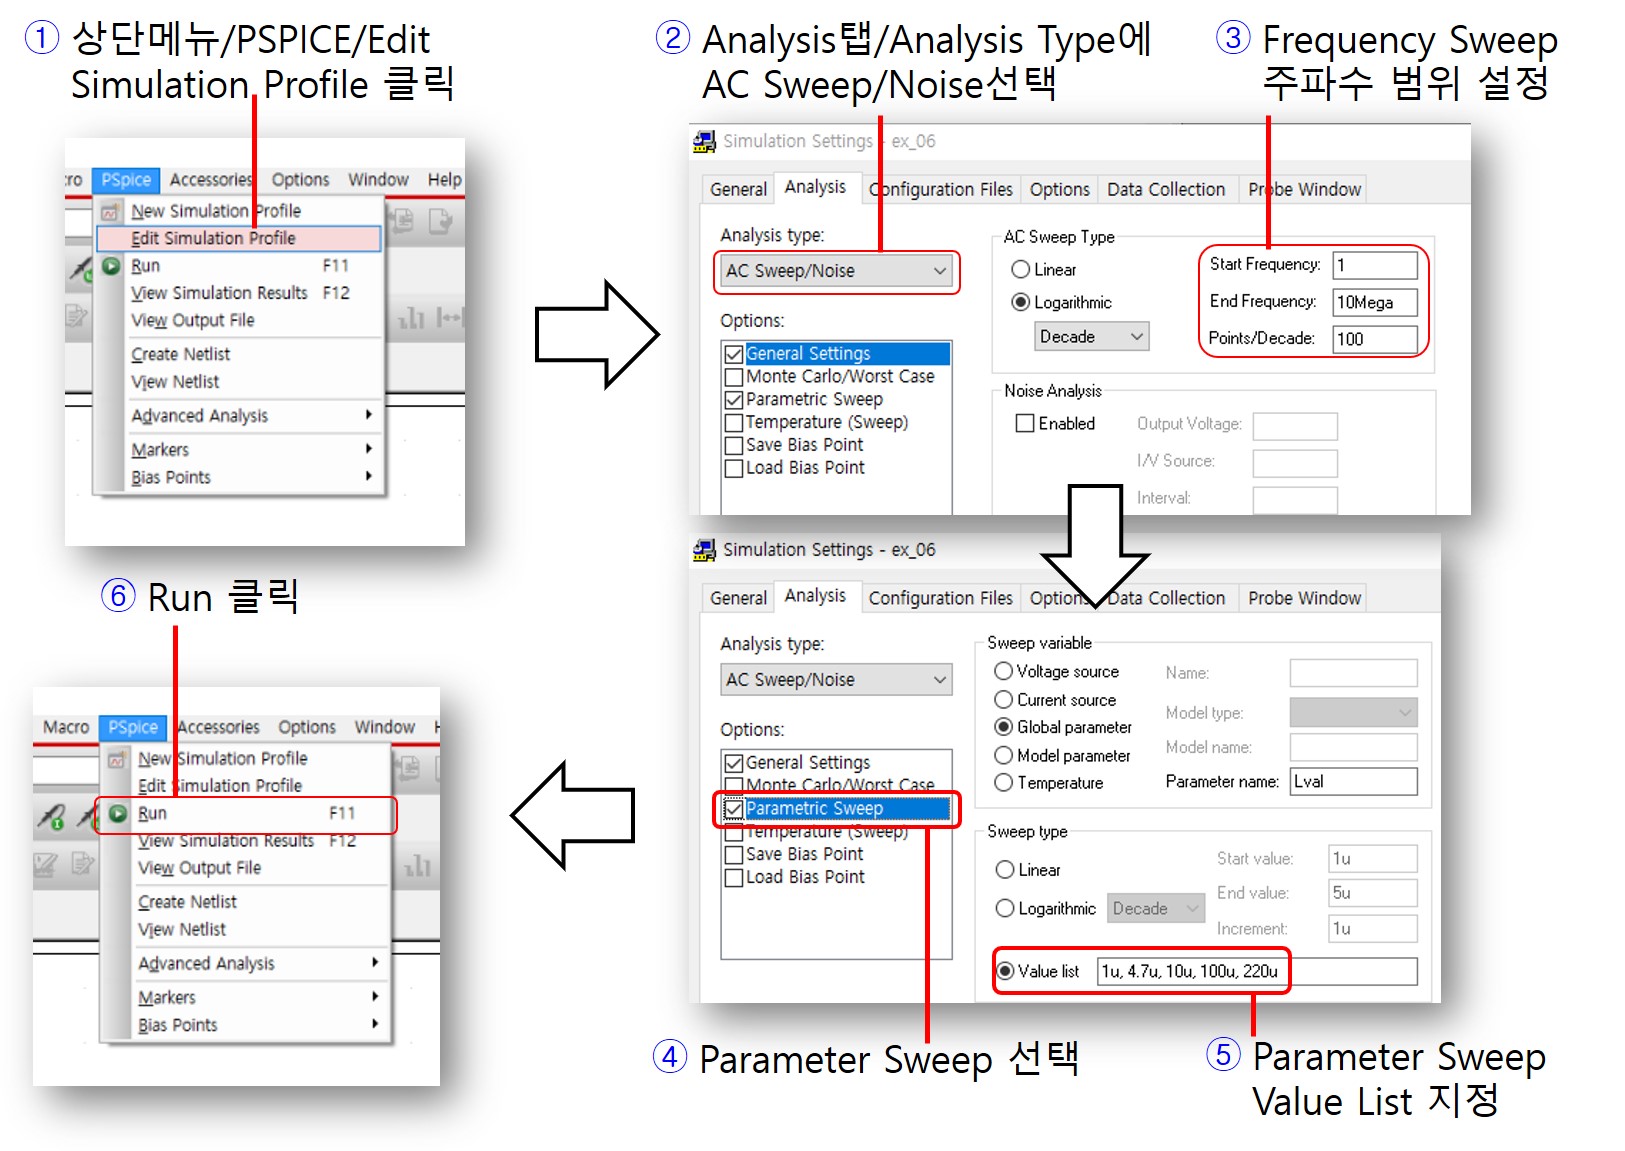 ① 상단메뉴/PSPICE/Edit
Simulation Profile 클릭
PSpice Accessories Options Window Help
New Simulation Profile
Edit Simulation Profile
Run F11
View Simulation Results F12
View Output File
Create Netlist
View Netlist
Advanced Analysis
Markers
Bias Points
② Analysis탭/Analysis Type에
AC Sweep/Noise선택
③ Frequency Sweep
주파수 범위 설정
Simulation Settings - ex_06
General Analysis Configuration Files Options Data Collection Probe Window
Analysis type:
AC Sweep/Noise
Options:
General Settings
Monte Carlo/Worst Case
Parametric Sweep
Temperature (Sweep)
Save Bias Point
Load Bias Point
AC Sweep Type
Linear
Logarithmic
Decade
Start Frequency: 1
End Frequency: 10Mega
Points/Decade: 100
Noise Analysis
Enabled
Output Voltage:
I/V Source:
Interval:
Simulation Settings - ex_06
General Analysis Configuration Files Options Data Collection Probe Window
Analysis type:
AC Sweep/Noise
Options:
General Settings
Monte Carlo/Worst Case
Parametric Sweep
Temperature (Sweep)
Save Bias Point
Load Bias Point
Sweep variable
Voltage source
Current source
Global parameter
Model parameter
Temperature
Name:
Model type:
Model name:
Parameter name: Lval
Sweep type
Linear
Logarithmic Decade
Start value: 1u
End value: 5u
Increment: 1u
Value list 1u, 4.7u, 10u, 100u, 220u
④ Parameter Sweep 선택
⑤ Parameter Sweep
Value List 지정
⑥ Run 클릭
Macro PSpice Accessories Options Window
New Simulation Profile
Edit Simulation Profile
Run F11
View Simulation Results F12
View Output File
Create Netlist
View Netlist
Advanced Analysis
Markers
Bias Points